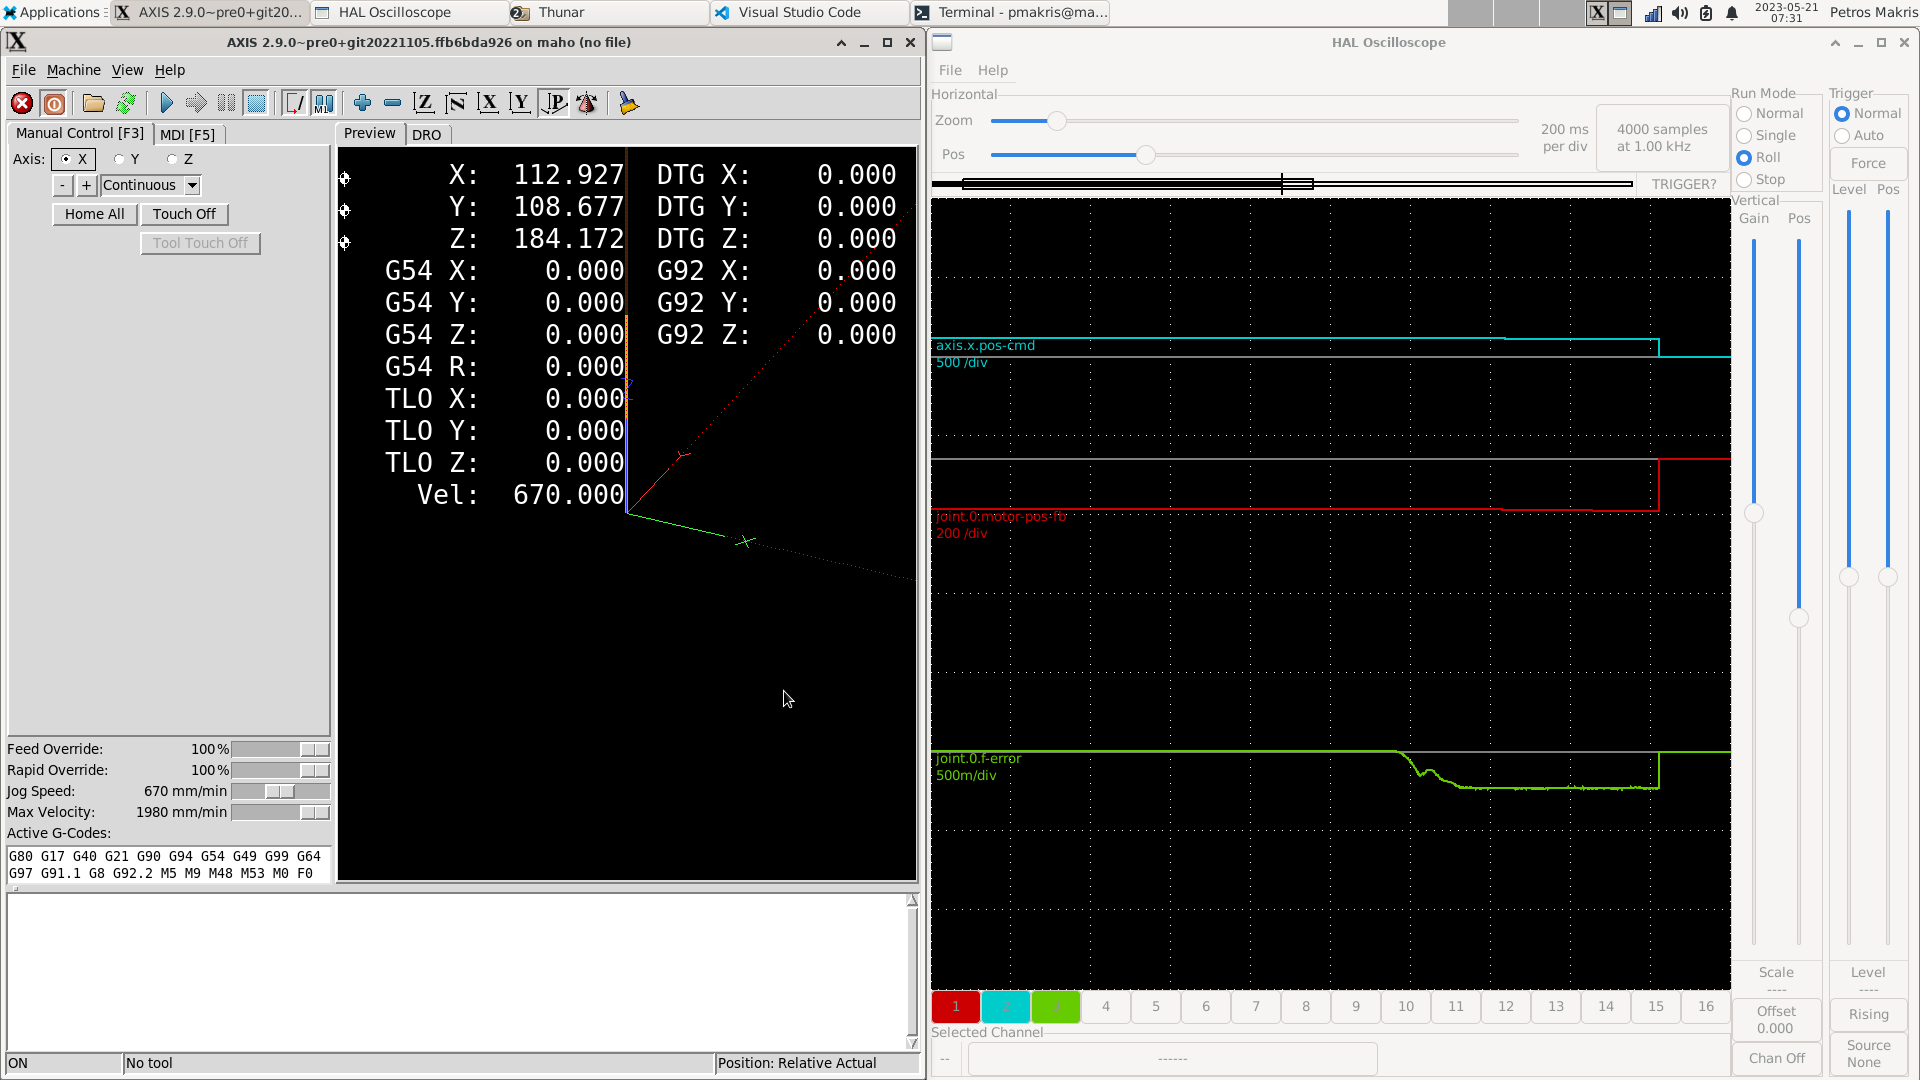 Applications
AXIS 2.9.0~pre0+git20...
HAL Oscilloscope
2
Thunar
Visual Studio Code
Terminal - pmakris@ma...
2023-05-21
07:31
Petros Makris
AXIS 2.9.0~pre0+git20221105.ffb6bda926 on maho (no file)
File Machine View Help
Z N X Y P
M1
Manual Control [F3]
MDI [F5]
Axis: X Y Z
- + Continuous
Home All
Touch Off
Tool Touch Off
Preview
DRO
X: 112.927 DTG X: 0.000
Y: 108.677 DTG Y: 0.000
Z: 184.172 DTG Z: 0.000
G54 X: 0.000 G92 X: 0.000
G54 Y: 0.000 G92 Y: 0.000
G54 Z: 0.000 G92 Z: 0.000
G54 R: 0.000
TLO X: 0.000
TLO Y: 0.000
TLO Z: 0.000
Vel: 670.000
Feed Override: 100 %
Rapid Override: 100 %
Jog Speed: 670 mm/min
Max Velocity: 1980 mm/min
Active G-Codes:
G80 G17 G40 G21 G90 G94 G54 G49 G99 G64
G97 G91.1 G8 G92.2 M5 M9 M48 M53 M0 F0
ON
No tool
Position: Relative Actual
HAL Oscilloscope
File Help
Horizontal
Zoom
Pos
200 ms
per div
4000 samples
at 1.00 kHz
TRIGGER?
Run Mode
Normal
Single
Roll
Stop
Trigger
Normal
Auto
Force
Level Pos
Vertical
Gain Pos
axis.x.pos-cmd
500 /div
joint.0.motor-pos-fb
200 /div
joint.0.f-error
500m/div
1 2 3 4 5 6 7 8 9 10 11 12 13 14 15 16
Selected Channel
--
------
Scale
----
Offset
0.000
Chan Off
Level
----
Rising
Source
None